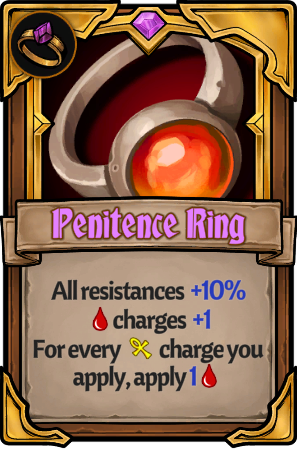 Penitence Ring
All resistances +10%
charges +1
For every charge you
apply, apply 1